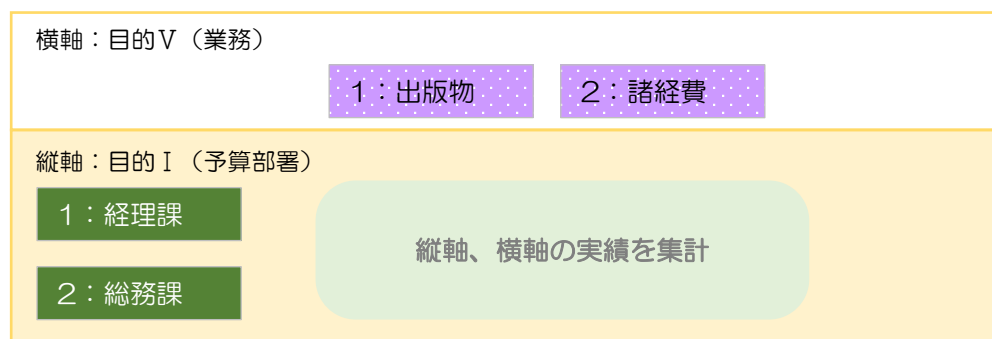 横軸：目的Ⅴ（業務）
１：出版物
２：諸経費
縦軸：目的Ⅰ（予算部署）
１：経理課
縦軸、横軸の実績を集計
２：総務課